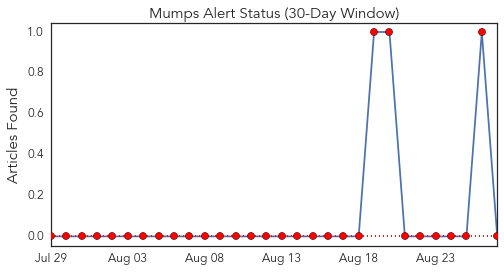 Mumps Alert Status (30-Day Window)
Articles Found
1.0
0.8
0.6
0.4
0.2
0.0
Jul 29 Aug 03 Aug 08 Aug 13 Aug 18 Aug 23